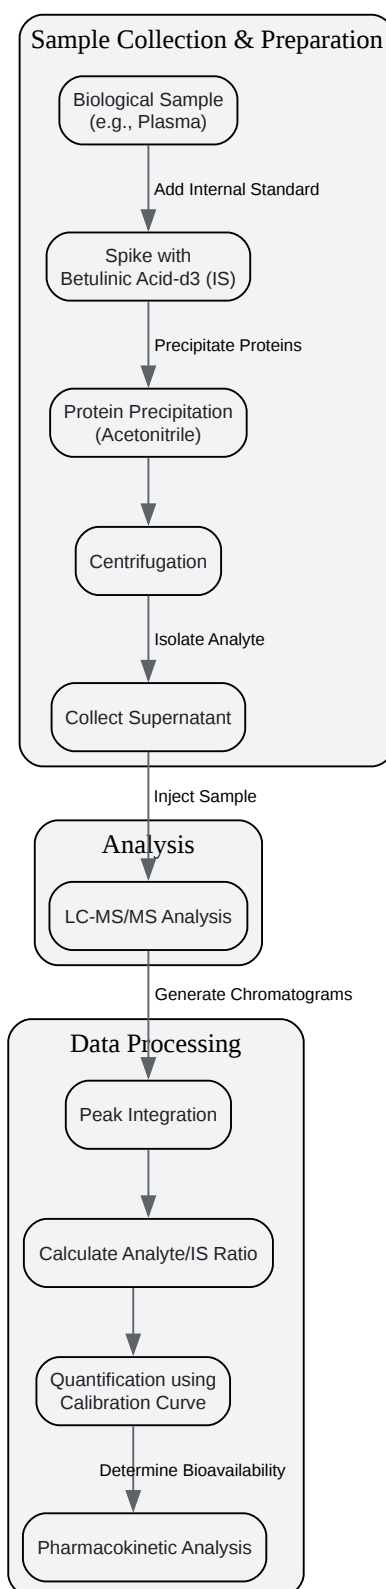 Sample Collection & Preparation
Biological Sample
(e.g., Plasma)
Add Internal Standard
Spike with
Betulinic Acid-d3 (IS)
Precipitate Proteins
Protein Precipitation
(Acetonitrile)
Centrifugation
Isolate Analyte
Collect Supernatant
Inject Sample
Analysis
LC-MS/MS Analysis
Generate Chromatograms
Data Processing
Peak Integration
Calculate Analyte/IS Ratio
Quantification using
Calibration Curve
Determine Bioavailability
Pharmacokinetic Analysis